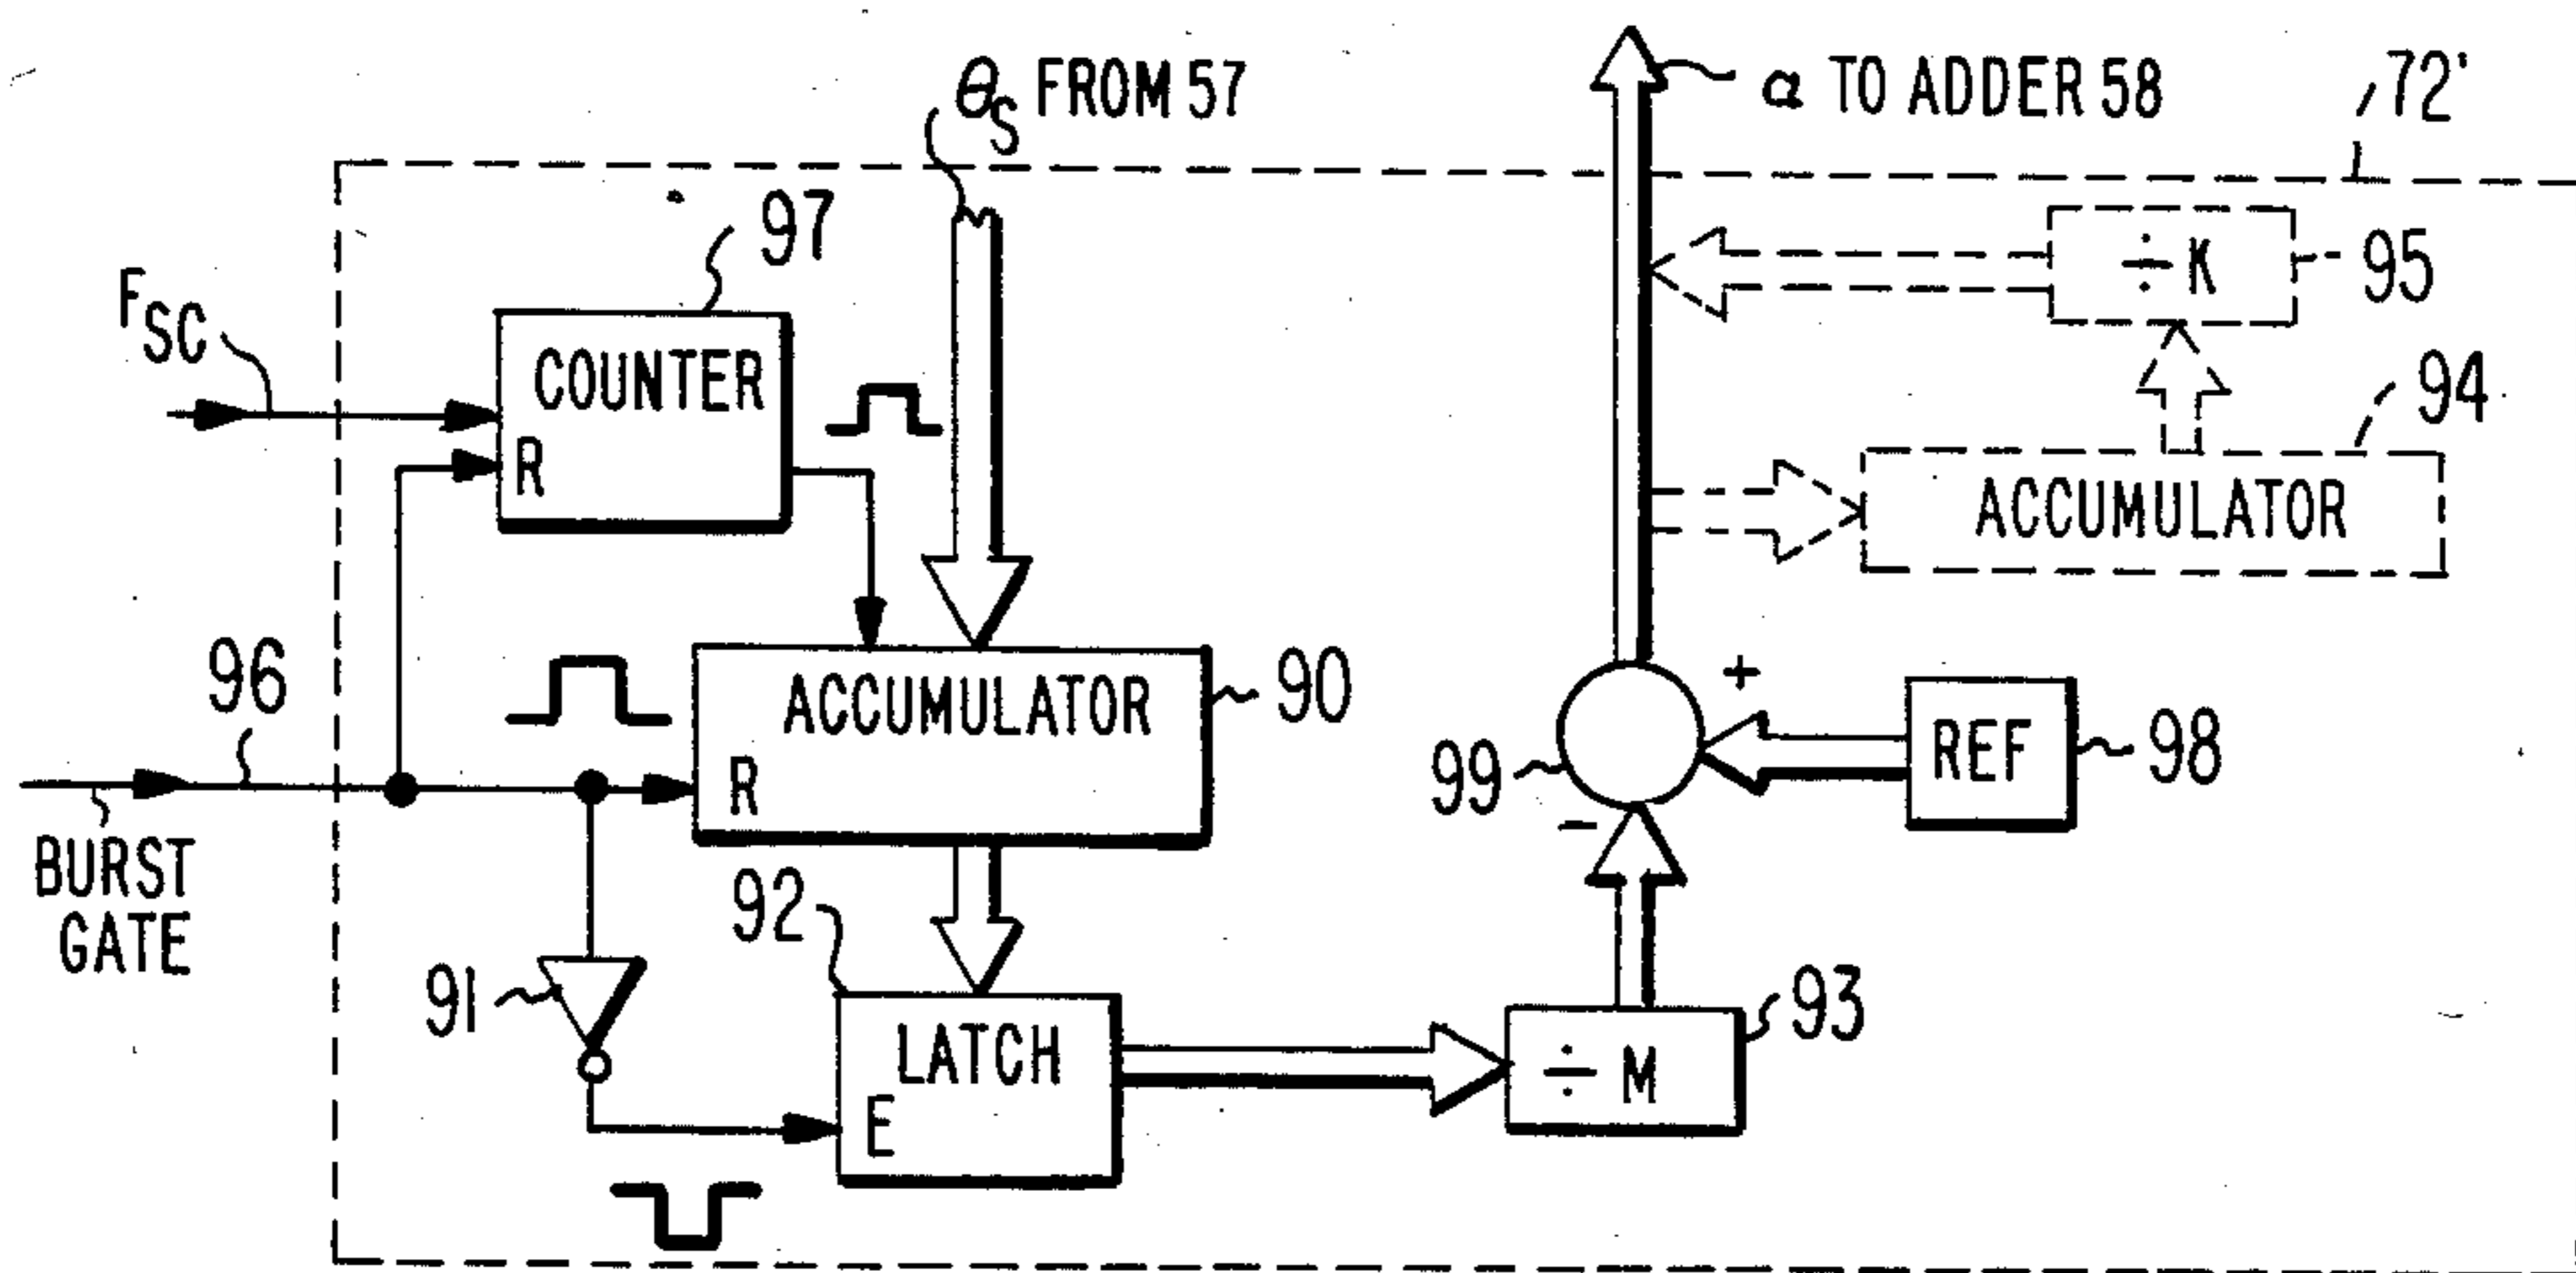 θS FROM 57
α TO ADDER 58
72'
97
÷ K
95
FSC
COUNTER
R
94
ACCUMULATOR
96
ACCUMULATOR
R
90
99
+
-
REF
98
BURST
GATE
92
91
LATCH
E
÷ M
93